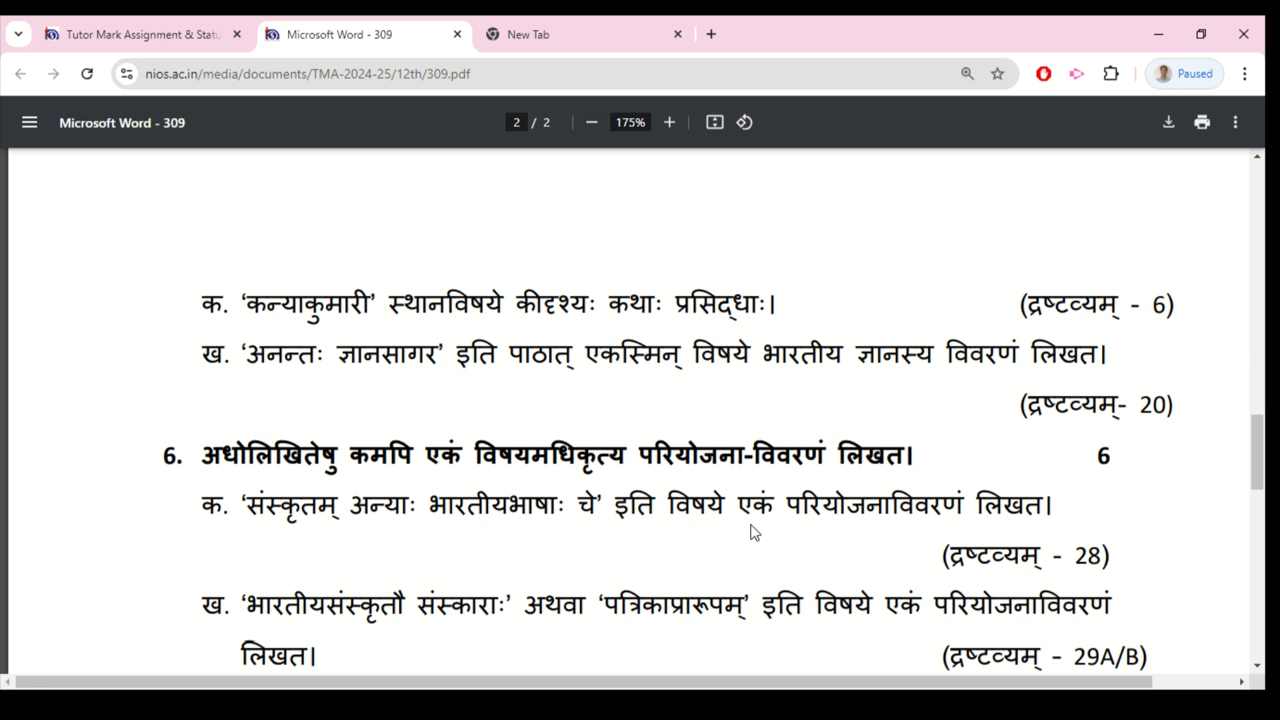 Tutor Mark Assignment & Statu
Microsoft Word - 309
New Tab
nios.ac.in/media/documents/TMA-2024-25/12th/309.pdf
Paused
Microsoft Word - 309
2 / 2
175%
क. ‘कन्याकुमारी’ स्थानविषये कीदृश्यः कथाः प्रसिद्धाः। (द्रष्टव्यम् - 6)
ख. ‘अनन्तः ज्ञानसागर’ इति पाठात् एकस्मिन् विषये भारतीय ज्ञानस्य विवरणं लिखत।
(द्रष्टव्यम्- 20)
6. अधोलिखितेषु कमपि एकं विषयमधिकृत्य परियोजना-विवरणं लिखत। 6
क. ‘संस्कृतम् अन्याः भारतीयभाषाः चे’ इति विषये एकं परियोजनाविवरणं लिखत।
(द्रष्टव्यम् - 28)
ख. ‘भारतीयसंस्कृतौ संस्काराः’ अथवा ‘पत्रिकाप्रारूपम्’ इति विषये एकं परियोजनाविवरणं
लिखत। (द्रष्टव्यम् - 29A/B)